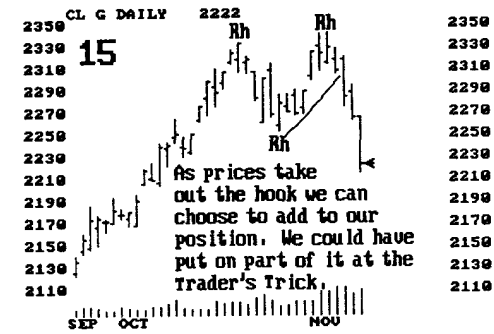 CL G DAILY 2222
2350 2350
2330 2330
15
2310 2310
2290 2290
2270 2270
2250 2250
2230 2230
2210 2210
2190 2190
2170 2170
2150 2150
2130 2130
2110 2110
Rh
Rh
Rh
As prices take
out the hook we can
choose to add to our
position. We could have
put on part of it at the
Trader's Trick.
SEP OCT NOV